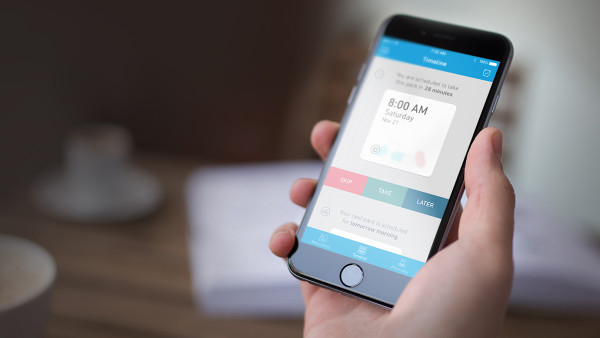 Timeline
You are scheduled to take
this pack in 28 minutes
8:00 AM
Saturday
Nov 21
SKIP
TAKE
LATER
Your next pack is scheduled
for tomorrow morning